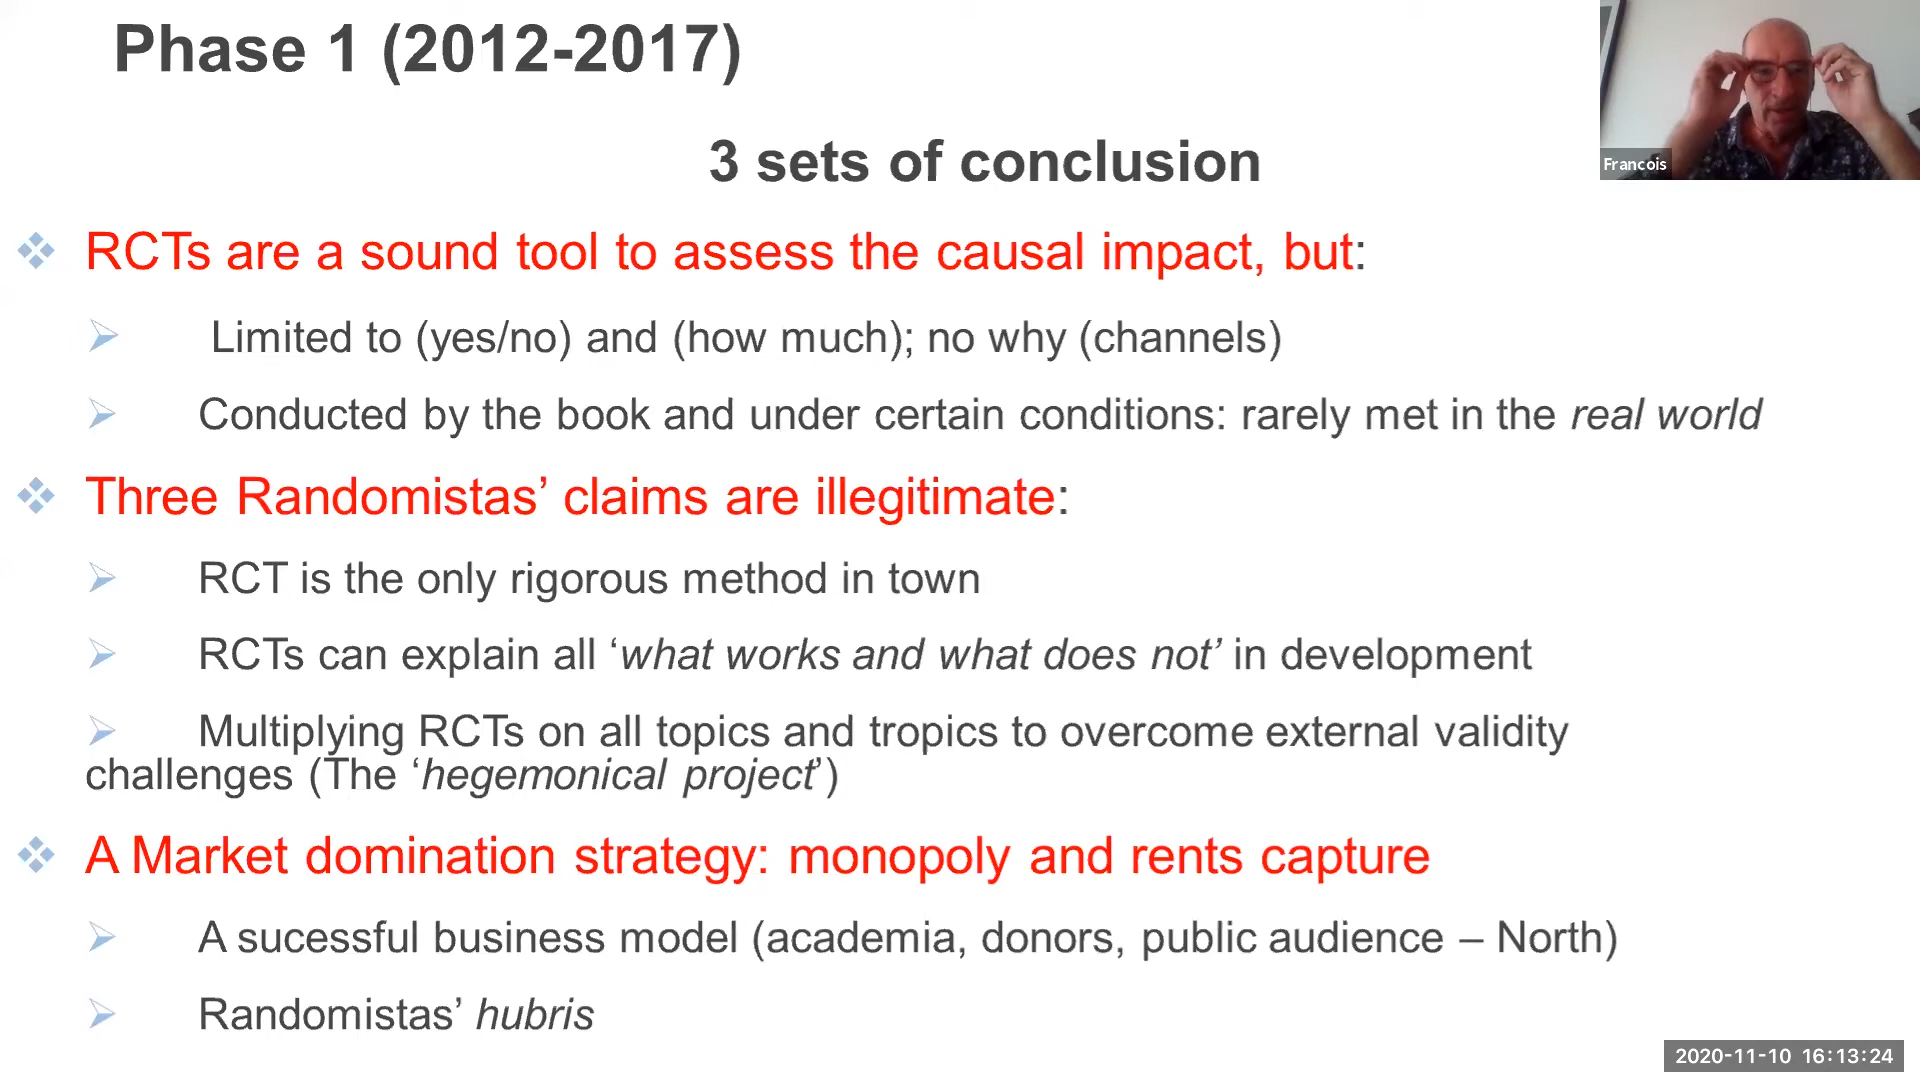 Phase 1 (2012-2017)
Francois
3 sets of conclusion
RCTs are a sound tool to assess the causal impact, but:
Limited to (yes/no) and (how much); no why (channels)
Conducted by the book and under certain conditions: rarely met in the real world
Three Randomistas’ claims are illegitimate:
RCT is the only rigorous method in town
RCTs can explain all ‘what works and what does not’ in development
Multiplying RCTs on all topics and tropics to overcome external validity
challenges (The ‘hegemonical project’)
A Market domination strategy: monopoly and rents capture
A sucessful business model (academia, donors, public audience – North)
Randomistas’ hubris
2020-11-10 16:13:24